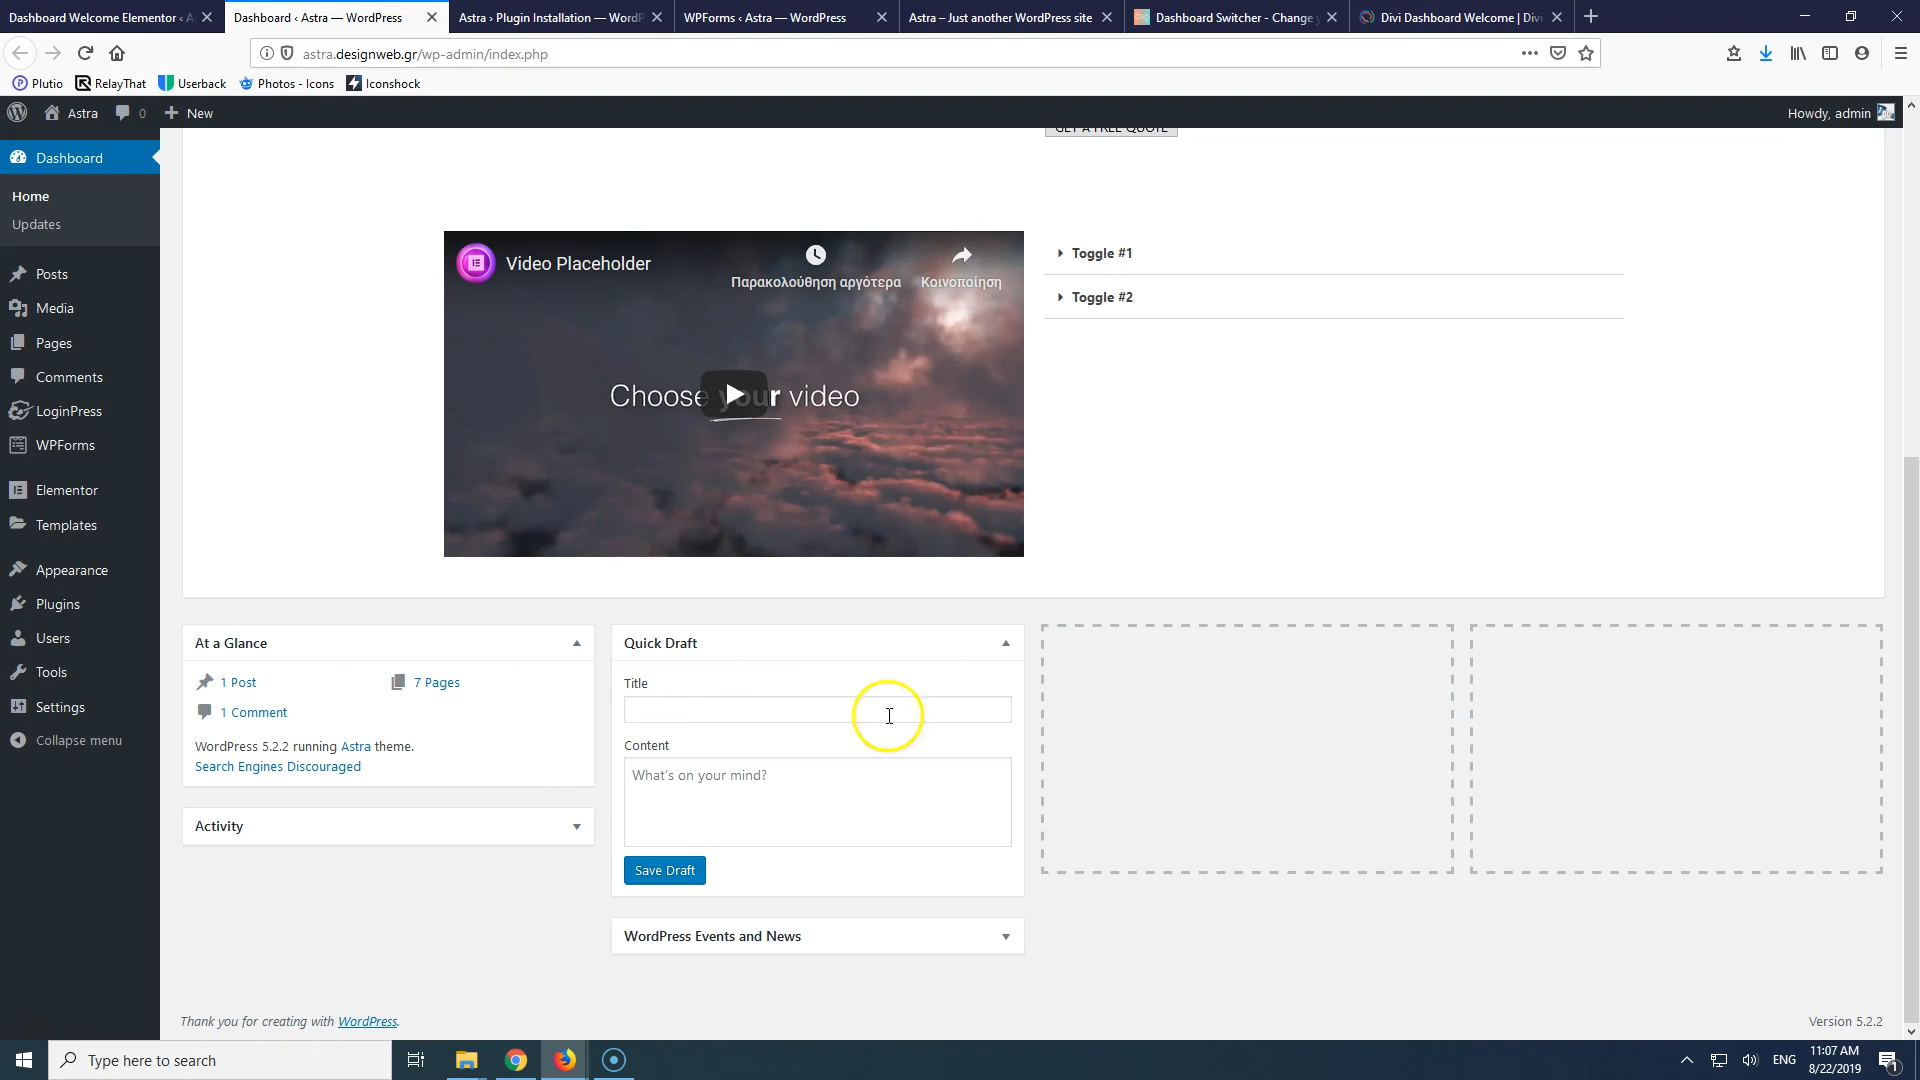 Dashboard Welcome Elementor ‹ A
Dashboard ‹ Astra — WordPress
Astra › Plugin Installation — WordP
WPForms ‹ Astra — WordPress
Astra – Just another WordPress site
Dashboard Switcher - Change y
Divi Dashboard Welcome | Divi
astra.designweb.gr/wp-admin/index.php
Plutio
RelayThat
Userback
Photos - Icons
Iconshock
Astra
0
New
Howdy, admin
GET A FREE QUOTE
Dashboard
Home
Updates
Posts
Media
Pages
Comments
LoginPress
WPForms
Elementor
Templates
Appearance
Plugins
Users
Tools
Settings
Collapse menu
Video Placeholder
Παρακολούθηση αργότερα
Κοινοποίηση
Choose your video
Toggle #1
Toggle #2
At a Glance
1 Post
7 Pages
1 Comment
WordPress 5.2.2 running Astra theme.
Search Engines Discouraged
Activity
Quick Draft
Title
Content
What's on your mind?
Save Draft
WordPress Events and News
Thank you for creating with WordPress.
Version 5.2.2
Type here to search
ENG
11:07 AM
8/22/2019
1